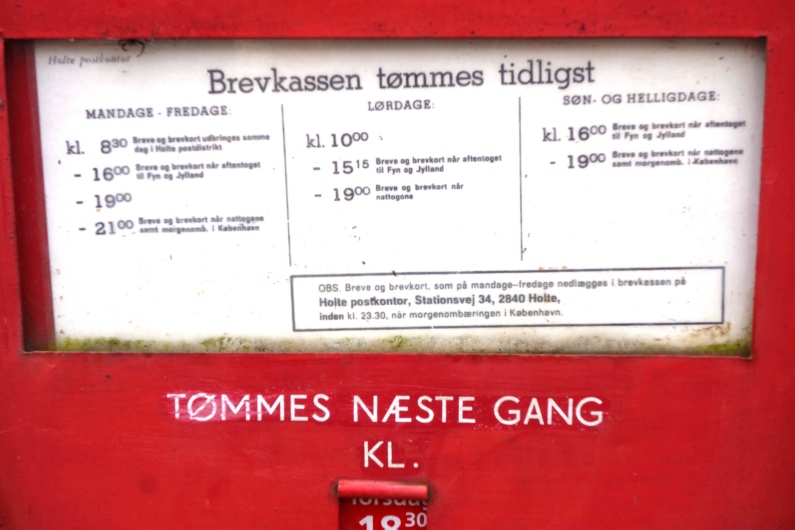 Holte postkontor
Brevkassen tømmes tidligst
MANDAGE - FREDAGE.
kl. 8³⁰ Breve og brevkort udbringes samme
dag i Holte postdistrikt
- 16⁰⁰ Breve og brevkort når aftentoget
til Fyn og Jylland
- 19⁰⁰
- 21⁰⁰ Breve og brevkort når nattogene
samt morgenomb. i København
LØRDAGE:
kl. 10⁰⁰
- 15¹⁵ Breve og brevkort når aftentoget
til Fyn og Jylland
- 19⁰⁰ Breve og brevkort når
nattogene
SØN- OG HELLIGDAGE:
kl. 16⁰⁰ Breve og brevkort når aftentoget
til Fyn og Jylland
- 19⁰⁰ Breve og brevkort når nattogene
samt morgenomb. i København
OBS. Breve og brevkort, som på mandage-fredage nedlægges i brevkassen på
Holte postkontor, Stationsvej 34, 2840 Holte,
inden kl. 23.30, når morgenombæringen i København.
TØMMES NÆSTE GANG
KL.
Torsdag
18³⁰